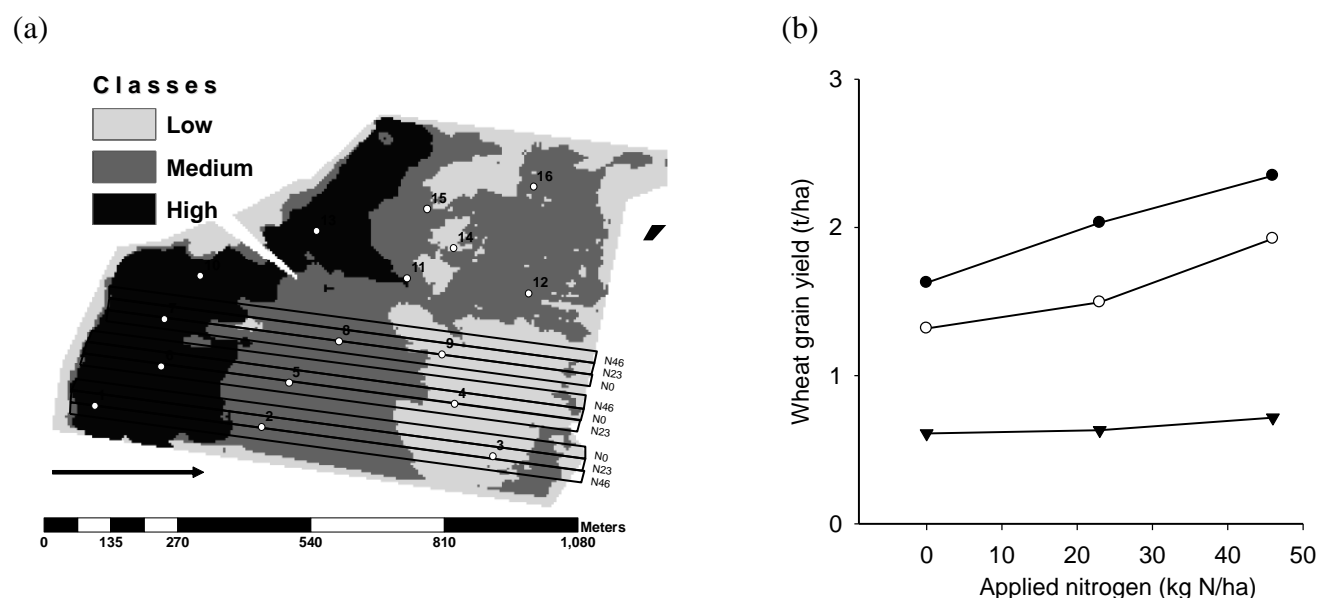 (a)
(b)
C l a s s e s
Low
Medium
High
16
15
13
14
11
12
8
9
5
4
2
3
N46
N23
N0
N46
N0
N23
N0
N23
N46
Meters
0 135 270 540 810 1,080
3
2
1
0
Wheat grain yield (t/ha)
0 10 20 30 40 50
Applied nitrogen (kg N/ha)